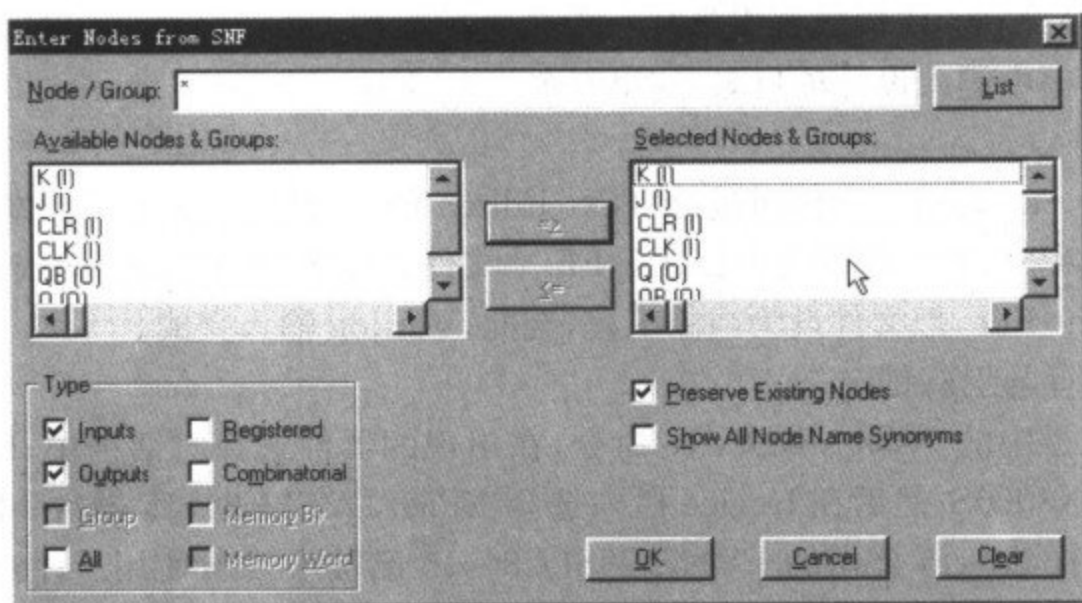 Enter Nodes from SNF
Node / Group: *
List
Available Nodes & Groups:
K (I)
J (I)
CLR (I)
CLK (I)
QB (O)
Q (O)
=>
<=
Selected Nodes & Groups:
K (I)
J (I)
CLR (I)
CLK (I)
Q (O)
QB (O)
Type
Inputs
Registered
Outputs
Combinatorial
Group
Memory Bit
All
Memory Word
Preserve Existing Nodes
Show All Node Name Synonyms
OK
Cancel
Clear